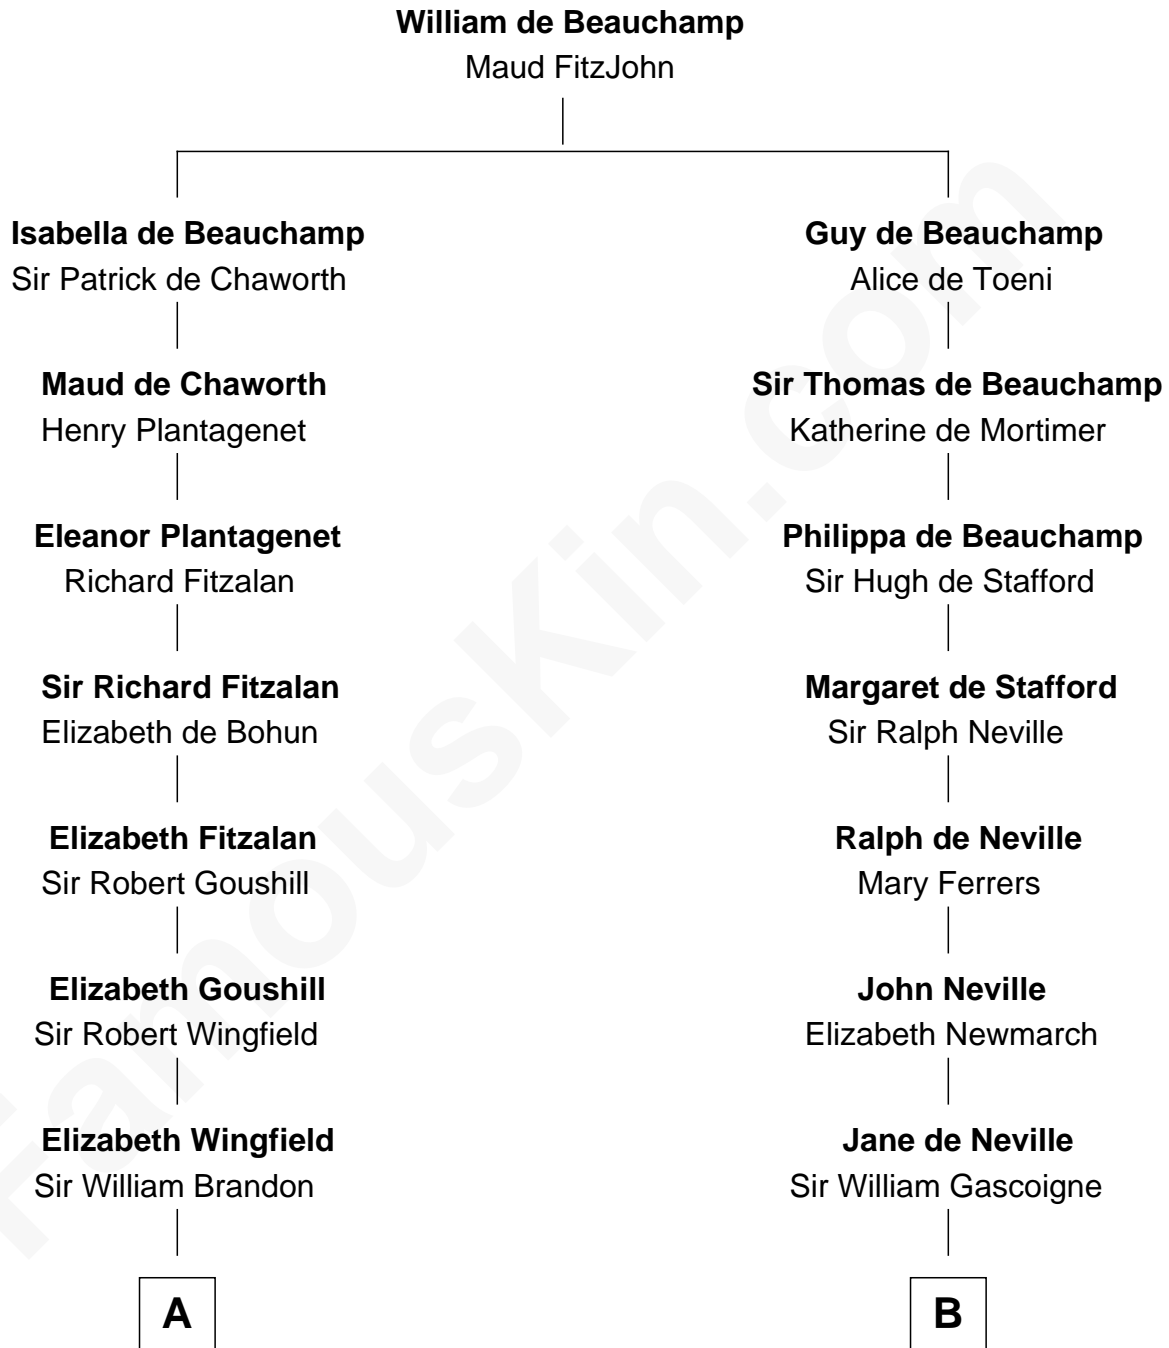 William de Beauchamp
Maud FitzJohn
Isabella de Beauchamp
Sir Patrick de Chaworth
Guy de Beauchamp
Alice de Toeni
Maud de Chaworth
Henry Plantagenet
Sir Thomas de Beauchamp
Katherine de Mortimer
Eleanor Plantagenet
Richard Fitzalan
Philippa de Beauchamp
Sir Hugh de Stafford
Sir Richard Fitzalan
Elizabeth de Bohun
Margaret de Stafford
Sir Ralph Neville
Elizabeth Fitzalan
Sir Robert Goushill
Ralph de Neville
Mary Ferrers
Elizabeth Goushill
Sir Robert Wingfield
John Neville
Elizabeth Newmarch
Elizabeth Wingfield
Sir William Brandon
Jane de Neville
Sir William Gascoigne
A
B
FamousKin.com